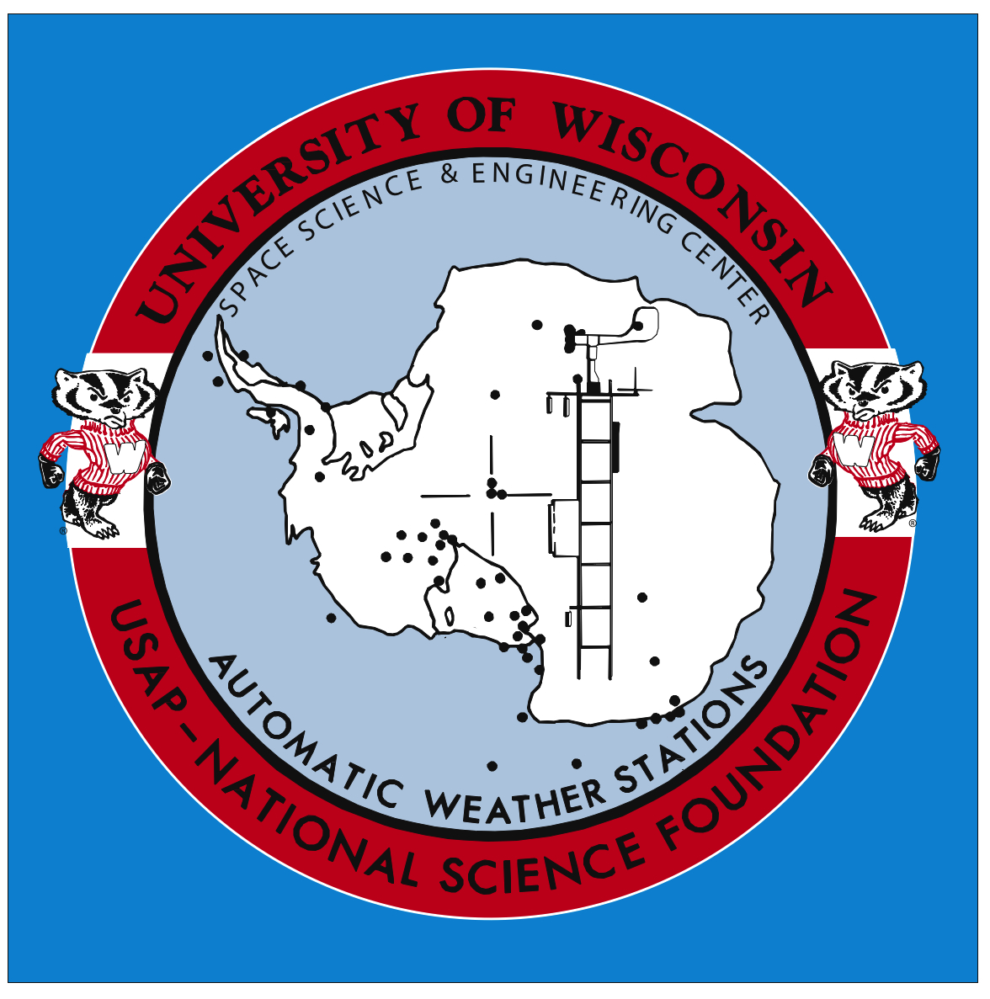 UNIVERSITY OF WISCONSIN
SPACE SCIENCE & ENGINEERING CENTER
W
W
®
®
AUTOMATIC WEATHER STATIONS
USAP-NATIONAL SCIENCE FOUNDATION